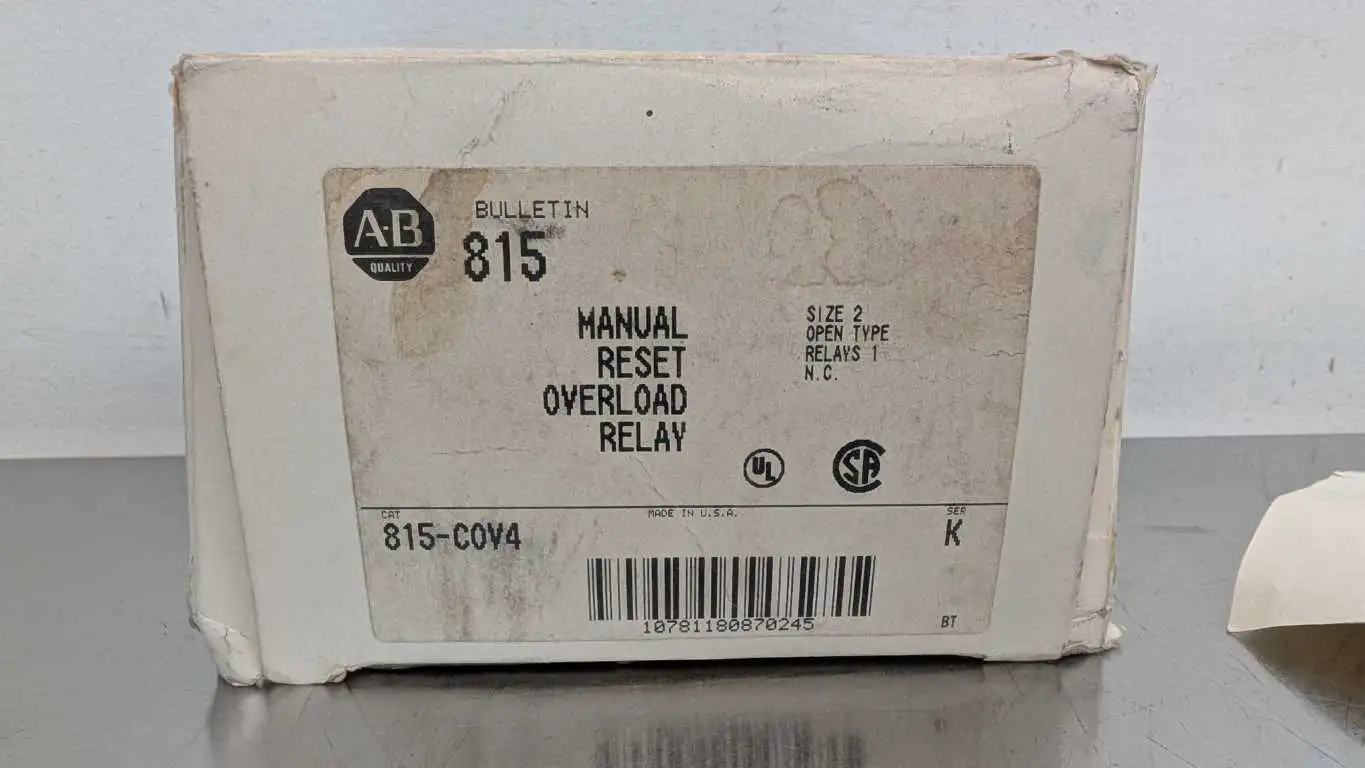 A-B
QUALITY
BULLETIN
815
MANUAL
RESET
OVERLOAD
RELAY
SIZE 2
OPEN TYPE
RELAYS 1
N.C.
UL
SA
CAT
MADE IN U.S.A.
SER
815-COV4
K
10781180870245
BT